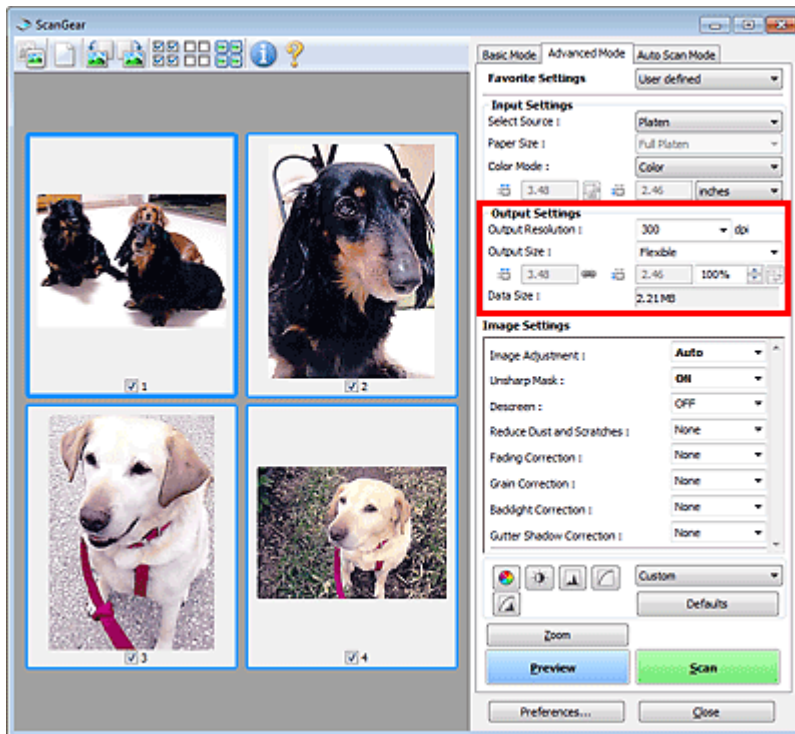 ScanGear
Basic Mode Advanced Mode Auto Scan Mode
Favorite Settings User defined
Input Settings
Select Source : Platen
Paper Size : Full Platen
Color Mode : Color
3.48 2.46 inches
Output Settings
Output Resolution : 300 dpi
Output Size : Flexible
3.48 2.46 100%
Data Size : 2.21MB
Image Settings
Image Adjustment : Auto
Unsharp Mask : ON
Descreen : OFF
Reduce Dust and Scratches : None
Fading Correction : None
Grain Correction : None
Backlight Correction : None
Gutter Shadow Correction : None
Custom
Defaults
Zoom
Preview Scan
Preferences... Close
1
2
3
4